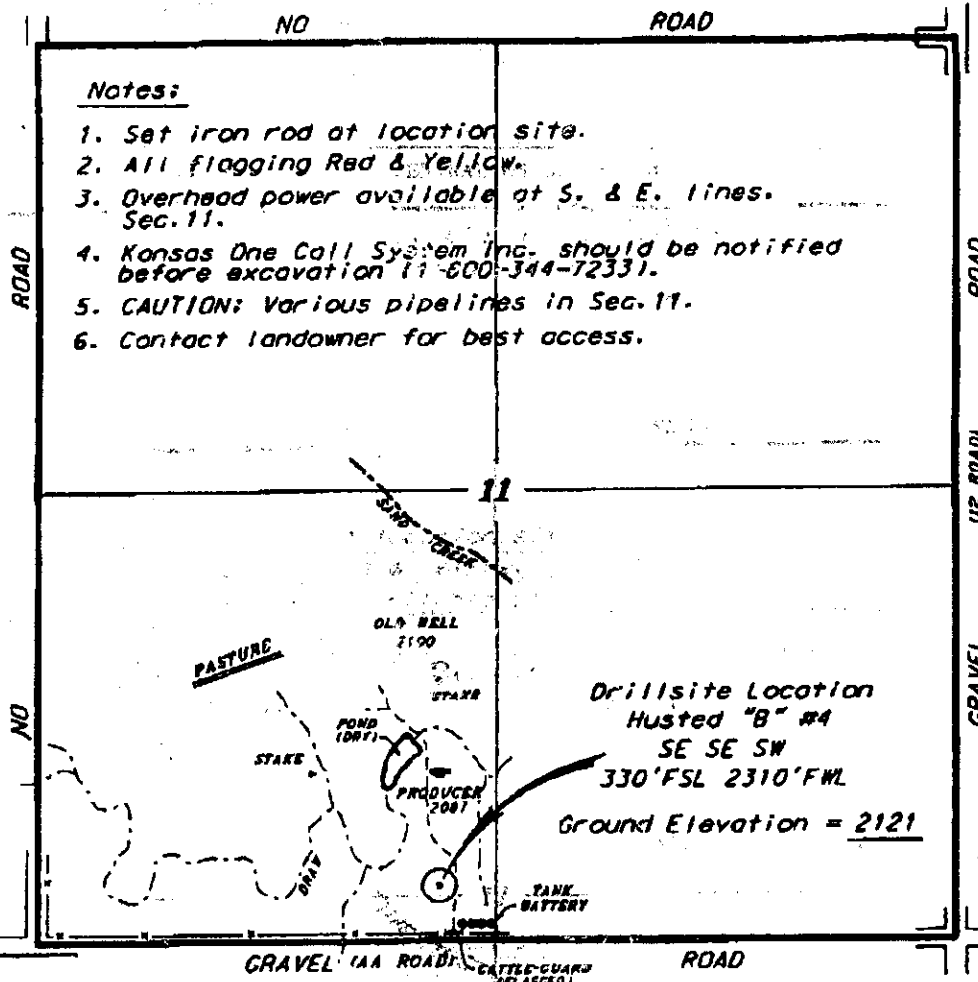 NO ROAD
Notes:
1. Set iron rod at location site.
2. All flagging Red & Yellow.
3. Overhead power available at S. & E. lines.
Sec. 11.
4. Kansas One Call System Inc. should be notified
before excavation (1-800-344-7233).
5. CAUTION: Various pipelines in Sec. 11.
6. Contact landowner for best access.
ROAD
ROAD
11
SAND
CREEK
OLD WELL
PASTURE
STAKE
POND
(DRY)
STAKE
PRODUCER
Drillsite Location
Husted "B" #4
SE SE SW
330'FSL 2310'FWL
Ground Elevation = 2121
NO
GRAVEL
DRAW
TANK
BATTERY
GRAVEL (AA ROAD) ROAD
CATTLE-GUARD